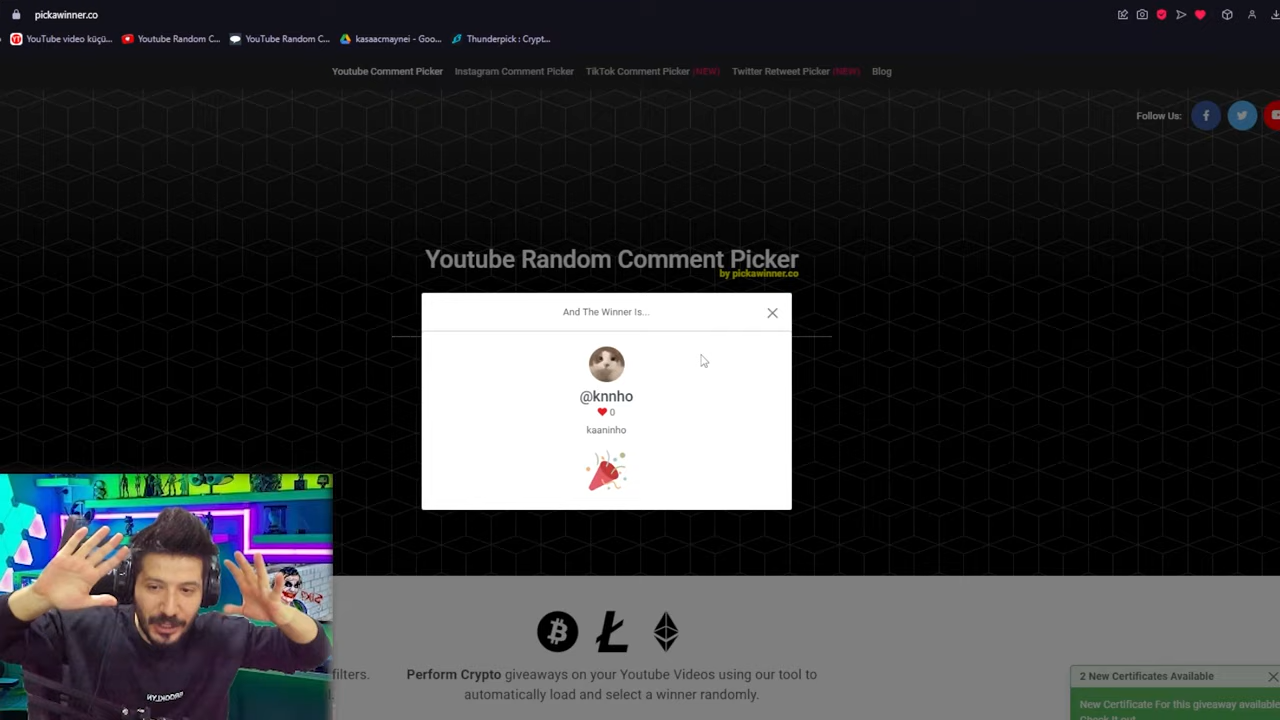 pickawinner.co
YouTube video küçü...
Youtube Random C...
YouTube Random C...
kasaacmaynei - Goo...
Thunderpick : Crypt...
Youtube Comment Picker
Instagram Comment Picker
TikTok Comment Picker (NEW)
Twitter Retweet Picker (NEW)
Blog
Follow Us:
Youtube Random Comment Picker
by pickawinner.co
And The Winner Is...
@knnho
0
kaaninho
filters.
Perform Crypto giveaways on your Youtube Videos using our tool to
automatically load and select a winner randomly.
2 New Certificates Available
New Certificate For this giveaway available
Check It out